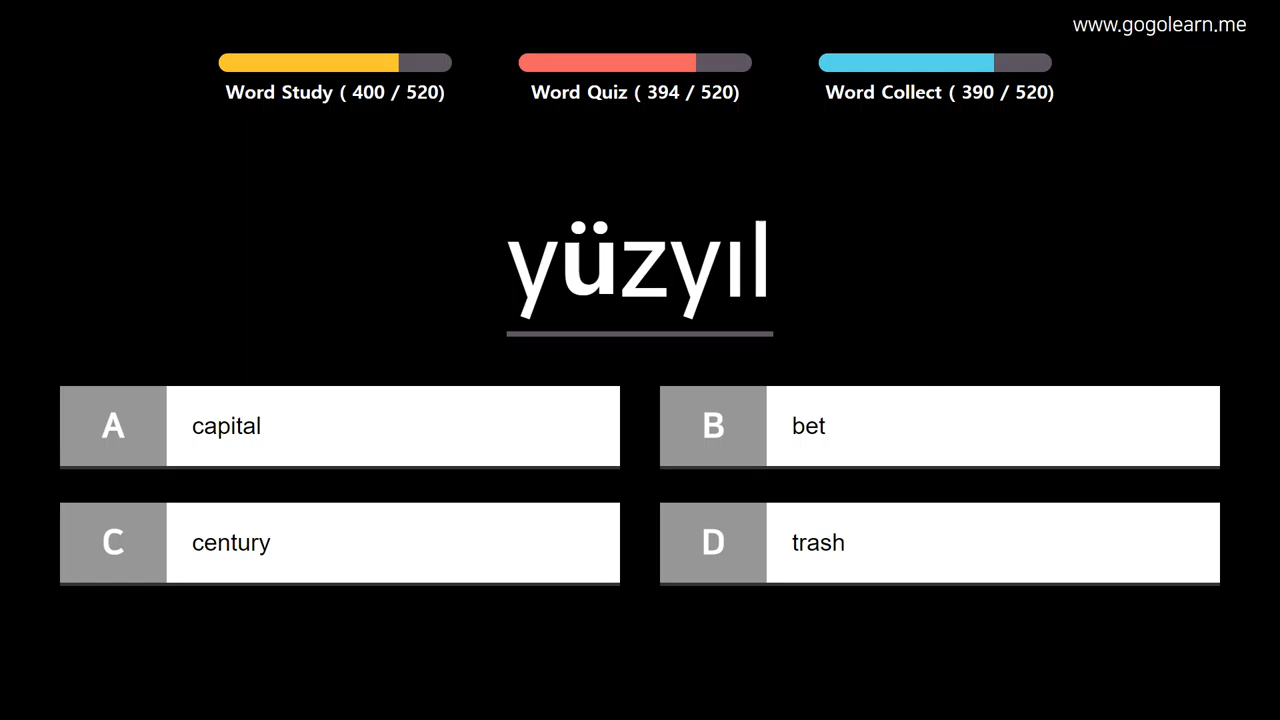 www.gogolearn.me
Word Study ( 400 / 520)
Word Quiz ( 394 / 520)
Word Collect ( 390 / 520)
yüzyıl
A capital
B bet
C century
D trash